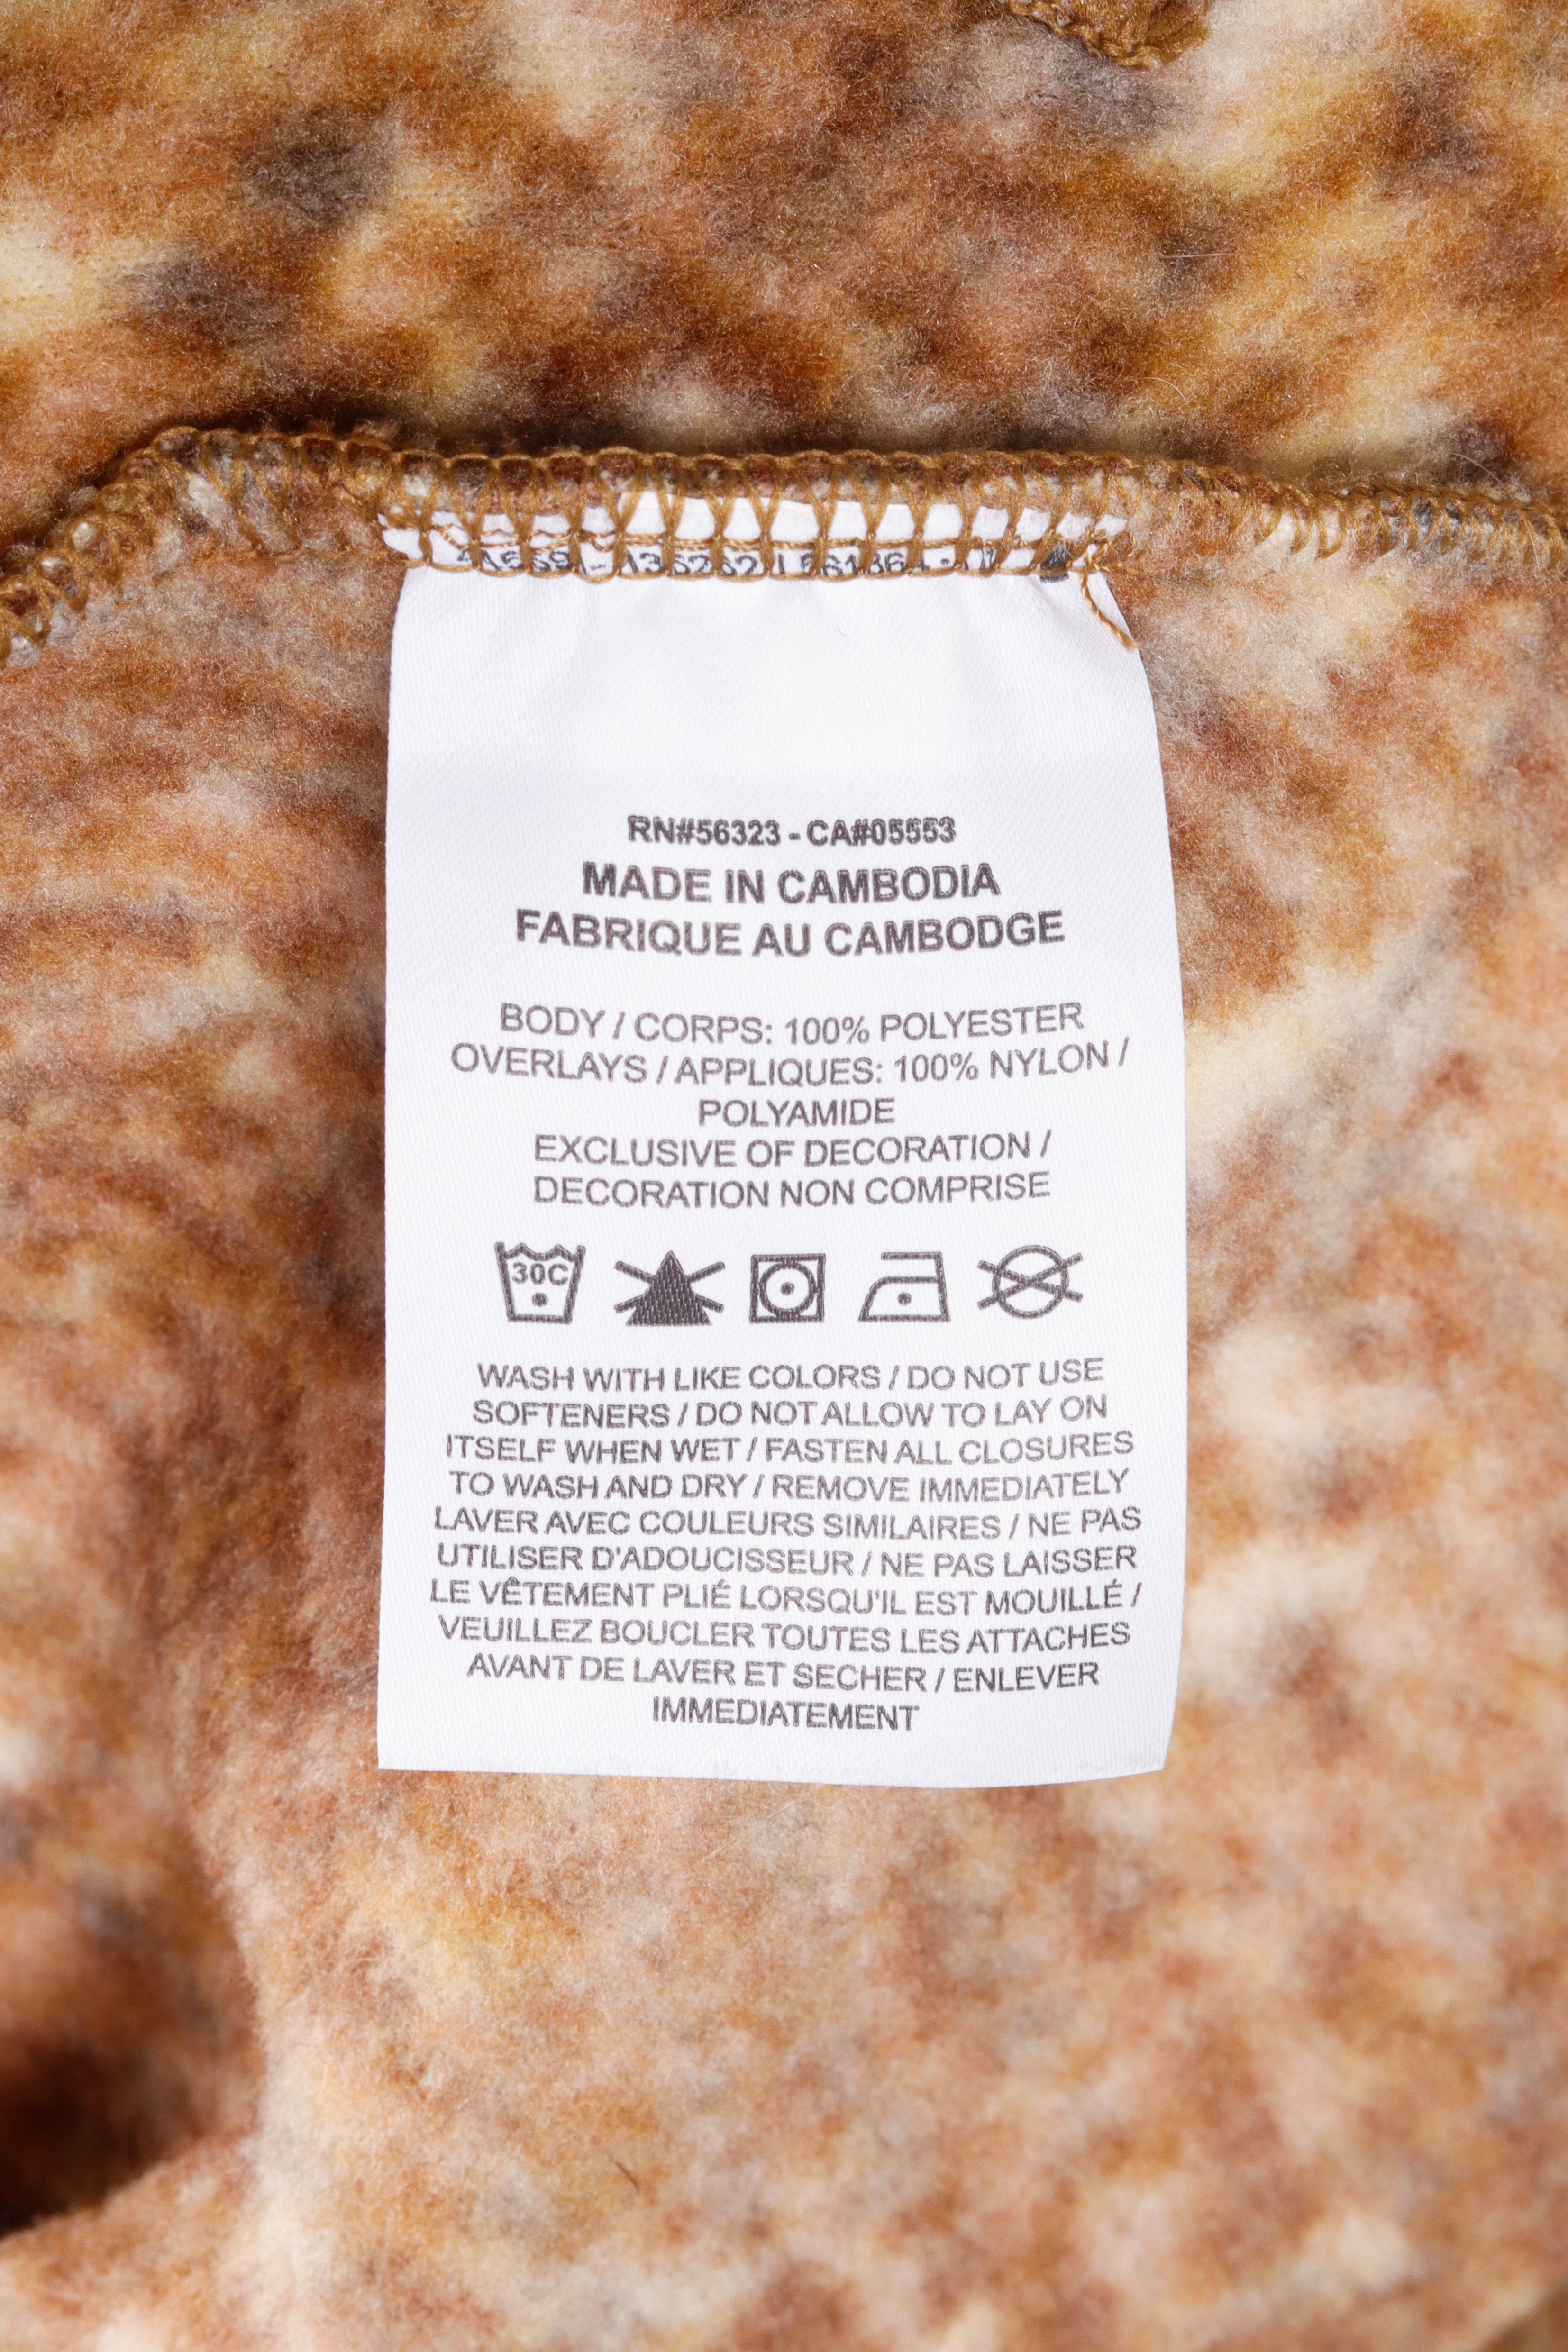 RN#56323 - CA#05553
MADE IN CAMBODIA
FABRIQUE AU CAMBODGE
BODY / CORPS: 100% POLYESTER
OVERLAYS / APPLIQUES: 100% NYLON /
POLYAMIDE
EXCLUSIVE OF DECORATION /
DECORATION NON COMPRISE
30C
WASH WITH LIKE COLORS / DO NOT USE
SOFTENERS / DO NOT ALLOW TO LAY ON
ITSELF WHEN WET / FASTEN ALL CLOSURES
TO WASH AND DRY / REMOVE IMMEDIATELY
LAVER AVEC COULEURS SIMILAIRES / NE PAS
UTILISER D'ADOUCISSEUR / NE PAS LAISSER
LE VÊTEMENT PLIÉ LORSQU'IL EST MOUILLÉ /
VEUILLEZ BOUCLER TOUTES LES ATTACHES
AVANT DE LAVER ET SECHER / ENLEVER
IMMEDIATEMENT